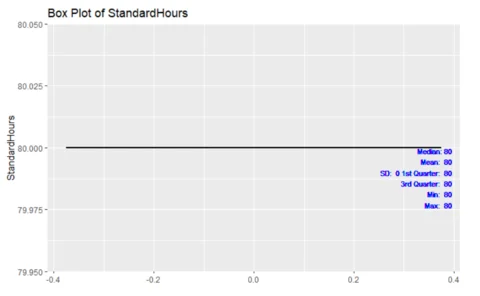 Box Plot of StandardHours
80.050
80.025
80.000
79.975
79.950
StandardHours
Median: 80
Mean: 80
SD: 0 1st Quarter: 80
3rd Quarter: 80
Min: 80
Max: 80
-0.4
-0.2
0.0
0.2
0.4